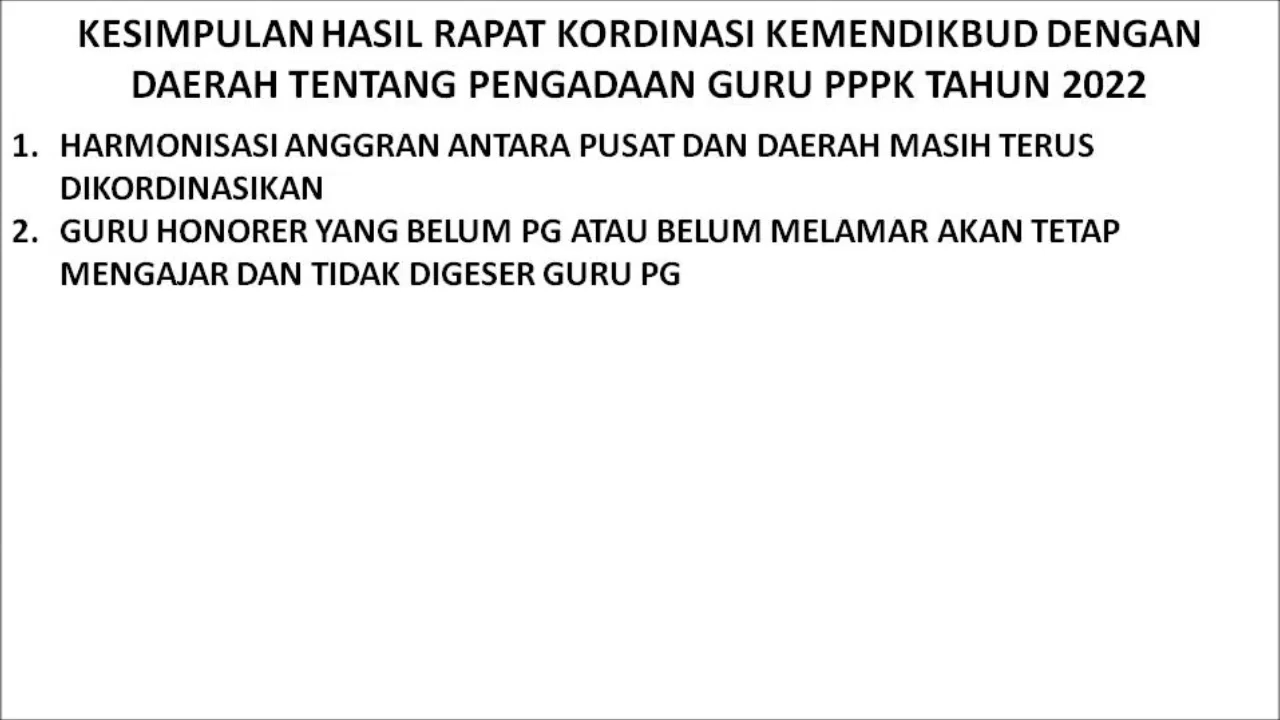 KESIMPULAN HASIL RAPAT KORDINASI KEMENDIKBUD DENGAN
DAERAH TENTANG PENGADAAN GURU PPPK TAHUN 2022
1. HARMONISASI ANGGRAN ANTARA PUSAT DAN DAERAH MASIH TERUS
DIKORDINASIKAN
2. GURU HONORER YANG BELUM PG ATAU BELUM MELAMAR AKAN TETAP
MENGAJAR DAN TIDAK DIGESER GURU PG